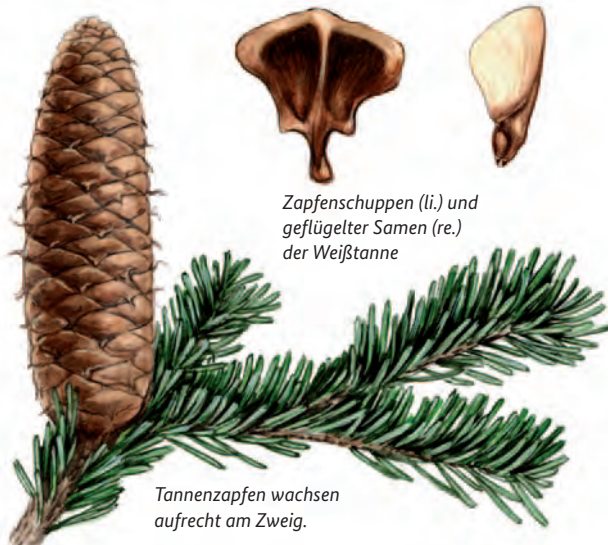 Zapfenschuppen (li.) und
geflügelter Samen (re.)
der Weißtanne
Tannenzapfen wachsen
aufrecht am Zweig.